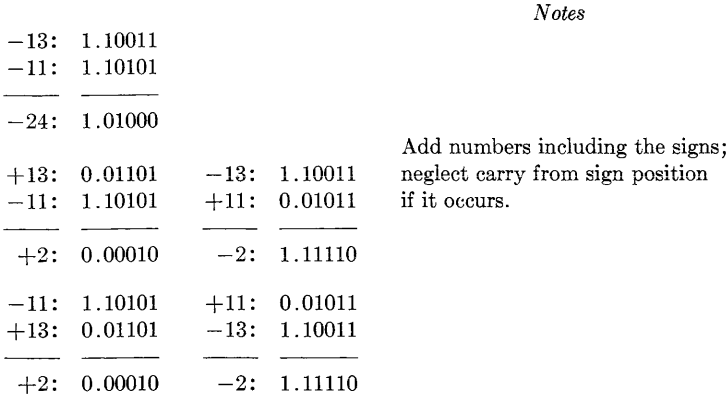 Notes
−13: 1.10011
−11: 1.10101
−24: 1.01000
Add numbers including the signs;
+13: 0.01101 −13: 1.10011 neglect carry from sign position
−11: 1.10101 +11: 0.01011 if it occurs.
+2: 0.00010 −2: 1.11110
−11: 1.10101 +11: 0.01011
+13: 0.01101 −13: 1.10011
+2: 0.00010 −2: 1.11110